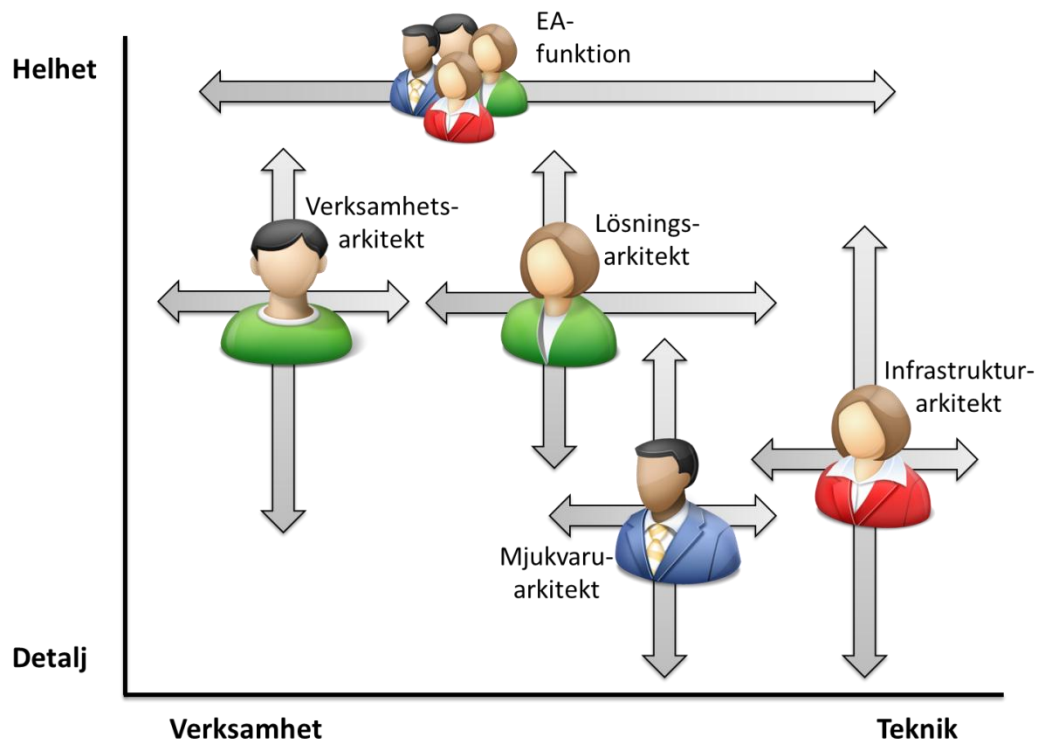 EA-
funktion
Helhet
Verksamhets-
arkitekt
Lösnings-
arkitekt
Infrastruktur-
arkitekt
Mjukvaru-
arkitekt
Detalj
Verksamhet
Teknik